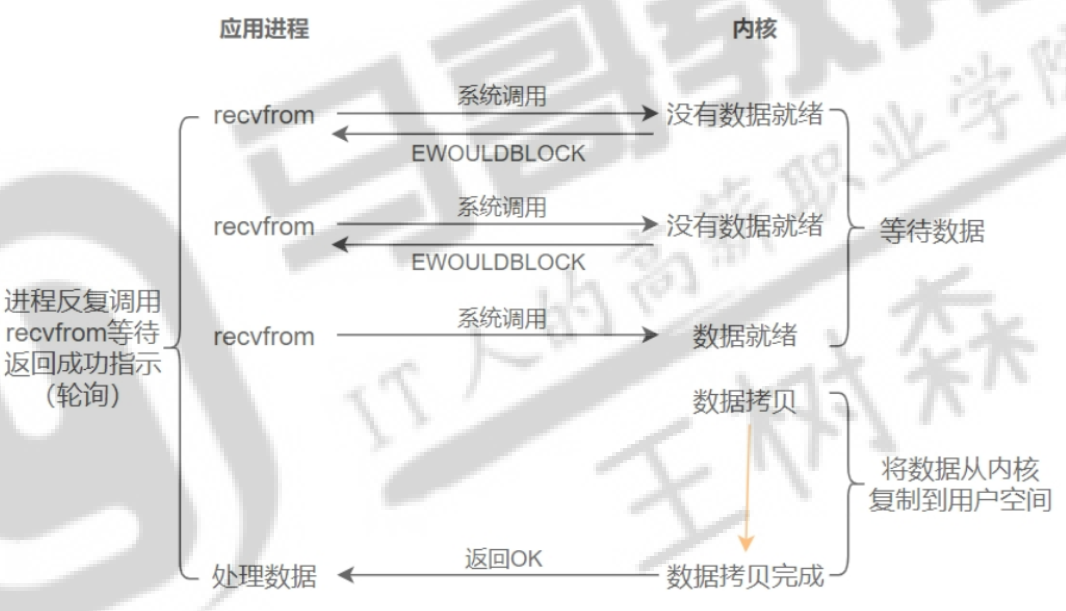 应用进程
内核
recvfrom
系统调用
没有数据就绪
EWOULDBLOCK
recvfrom
系统调用
没有数据就绪
EWOULDBLOCK
等待数据
进程反复调用
recvfrom等待
返回成功指示
（轮询）
recvfrom
系统调用
数据就绪
数据拷贝
将数据从内核
复制到用户空间
处理数据
返回OK
数据拷贝完成
马哥教育
IT人的高薪职业学院
王树森